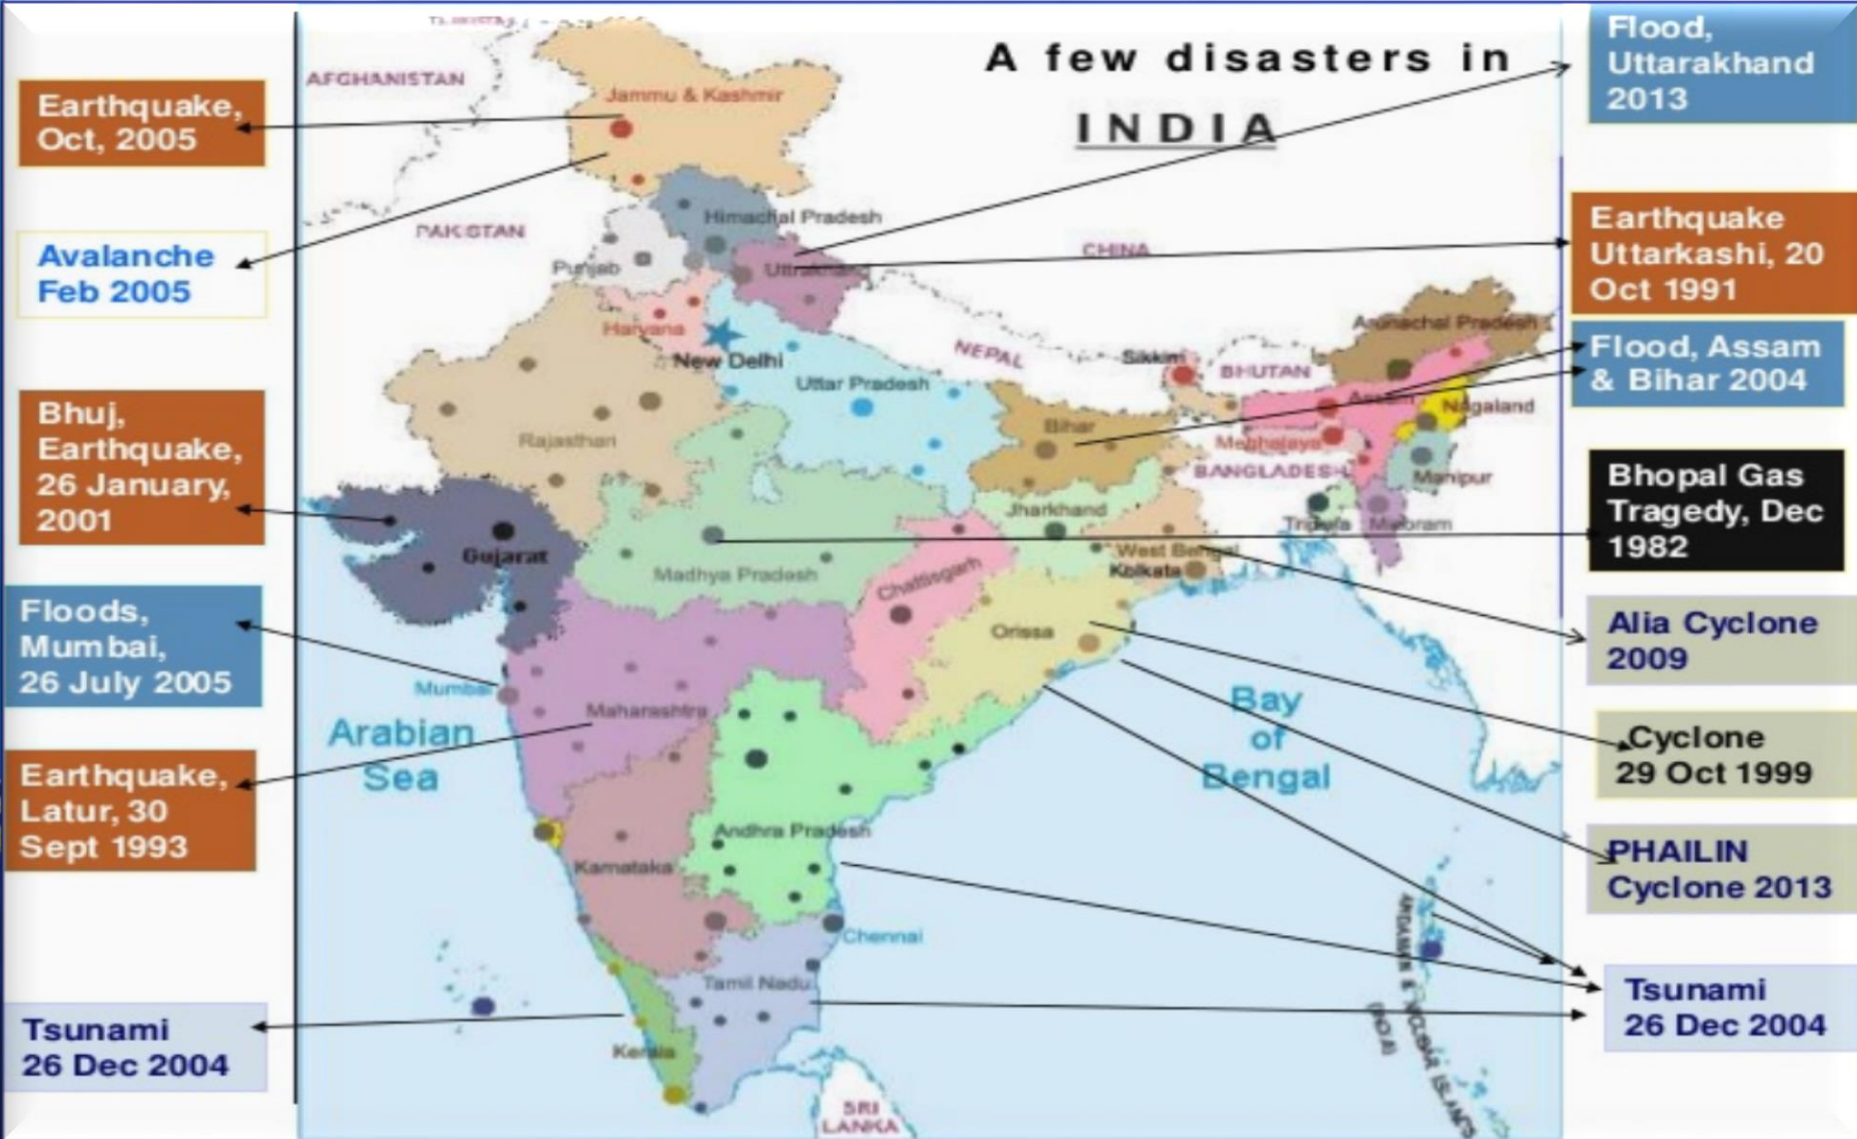 A few disasters in
INDIA
Earthquake,
Oct, 2005
Avalanche
Feb 2005
Bhuj,
Earthquake,
26 January,
2001
Floods,
Mumbai,
26 July 2005
Earthquake,
Latur, 30
Sept 1993
Tsunami
26 Dec 2004
AFGHANISTAN
Jammu & Kashmir
PAKISTAN
Himachal Pradesh
Punjab
Uttrakhand
CHINA
Haryana
New Delhi
NEPAL
Uttar Pradesh
Sikkim
BHUTAN
Arunachal Pradesh
Assam
Nagaland
Rajasthan
Bihar
Meghalaya
BANGLADESH
Manipur
Jharkhand
Tripura
Mizoram
Gujarat
Madhya Pradesh
Chattisgarh
West Bengal
Kolkata
Orissa
Mumbai
Maharashtra
Arabian
Sea
Bay
of
Bengal
Andhra Pradesh
Karnataka
Chennai
Tamil Nadu
Kerala
SRI
LANKA
ANDAMAN & NICOBAR ISLANDS
Flood,
Uttarakhand
2013
Earthquake
Uttarkashi, 20
Oct 1991
Flood, Assam
& Bihar 2004
Bhopal Gas
Tragedy, Dec
1982
Alia Cyclone
2009
Cyclone
29 Oct 1999
PHAILIN
Cyclone 2013
Tsunami
26 Dec 2004